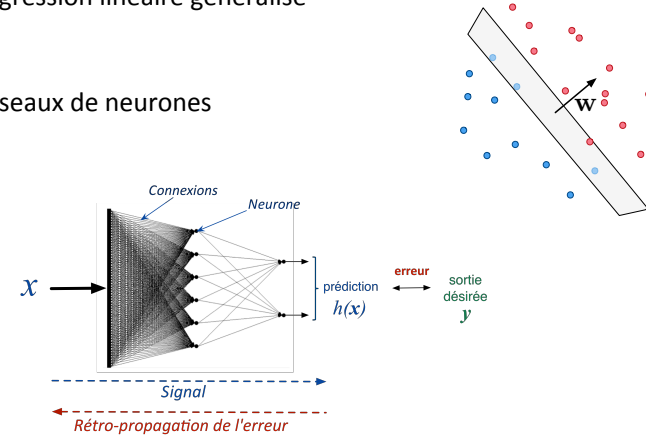 gression linéaire généralisé
w
seaux de neurones
Connexions
Neurone
x
prédiction
h(x)
erreur
sortie
désirée
y
Signal
Rétro-propagation de l'erreur